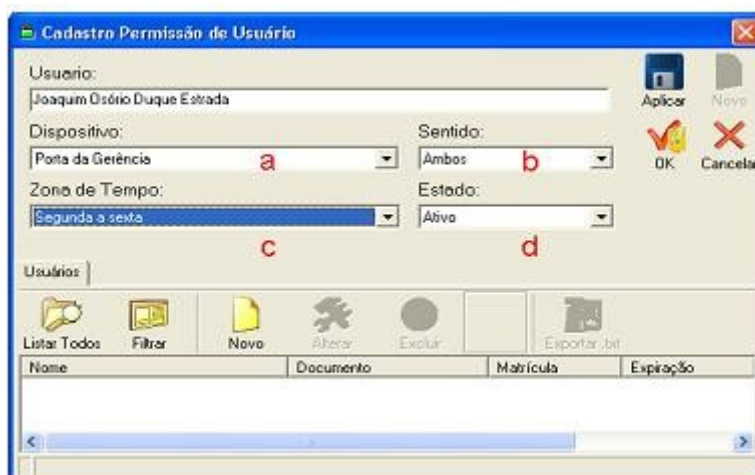 Cadastro Permissão de Usuário
Usuario:
Joaquim Osório Duque Estrada
Aplicar Novo
Dispositivo: Sentido:
Porta da Gerência a Ambos b
OK Cancelar
Zona de Tempo: Estado:
Segunda a sexta Ativo
c d
Usuários
Listar Todos Filtrar Novo Alterar Excluir Exportar .txt
Nome Documento Matrícula Expiração